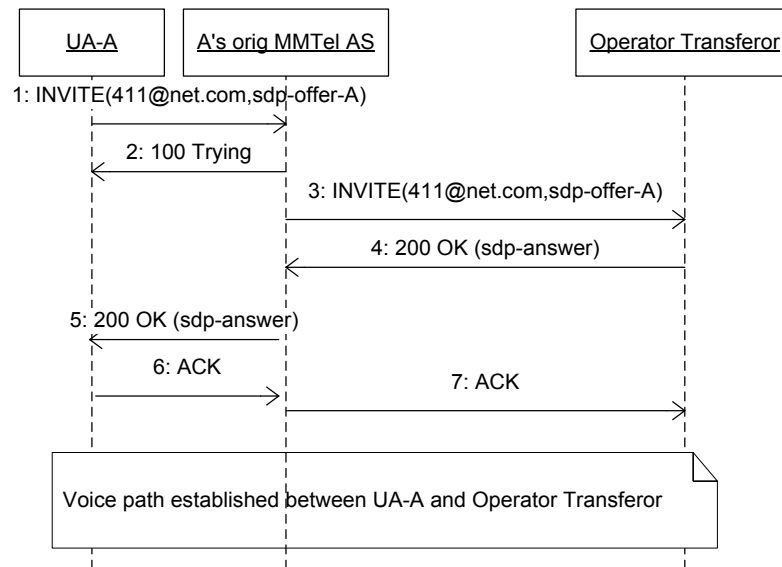 UA-A
A's orig MMTel AS
Operator Transferor
1: INVITE(411@net.com,sdp-offer-A)
2: 100 Trying
3: INVITE(411@net.com,sdp-offer-A)
4: 200 OK (sdp-answer)
5: 200 OK (sdp-answer)
6: ACK
7: ACK
Voice path established between UA-A and Operator Transferor